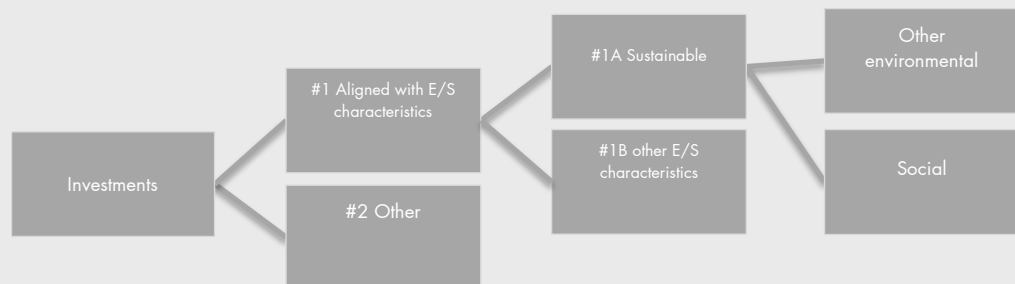 Investments
#1 Aligned with E/S
characteristics
#2 Other
#1A Sustainable
#1B other E/S
characteristics
Other
environmental
Social